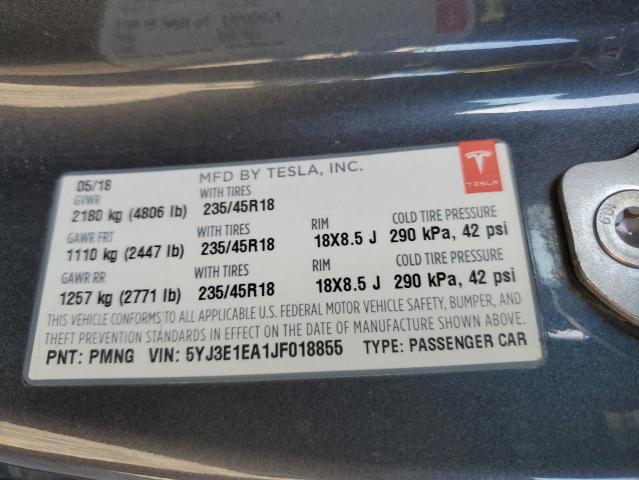 05/18
MFD BY TESLA, INC.
TESLA
GVWR WITH TIRES
2180 kg (4806 lb) 235/45R18
GAWR FRT WITH TIRES RIM COLD TIRE PRESSURE
1110 kg (2447 lb) 235/45R18 18X8.5 J 290 kPa, 42 psi
GAWR RR WITH TIRES RIM COLD TIRE PRESSURE
1257 kg (2771 lb) 235/45R18 18X8.5 J 290 kPa, 42 psi
THIS VEHICLE CONFORMS TO ALL APPLICABLE U.S. FEDERAL MOTOR VEHICLE SAFETY, BUMPER, AND
THEFT PREVENTION STANDARDS IN EFFECT ON THE DATE OF MANUFACTURE SHOWN ABOVE.
PNT: PMNG VIN: 5YJ3E1EA1JF018855 TYPE: PASSENGER CAR